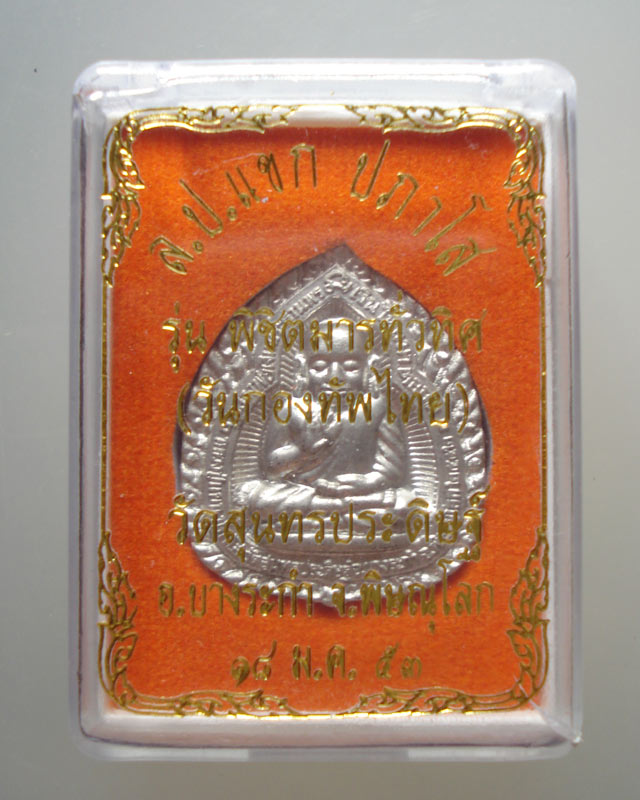 ล.ป.แขก ปภาโส
รุ่น พิชิตมารทั่วทิศ
(วันกองทัพไทย)
วัดสุนทรประดิษฐ์
อ.บางระกำ จ.พิษณุโลก
๑๘ ม.ค. ๕๓